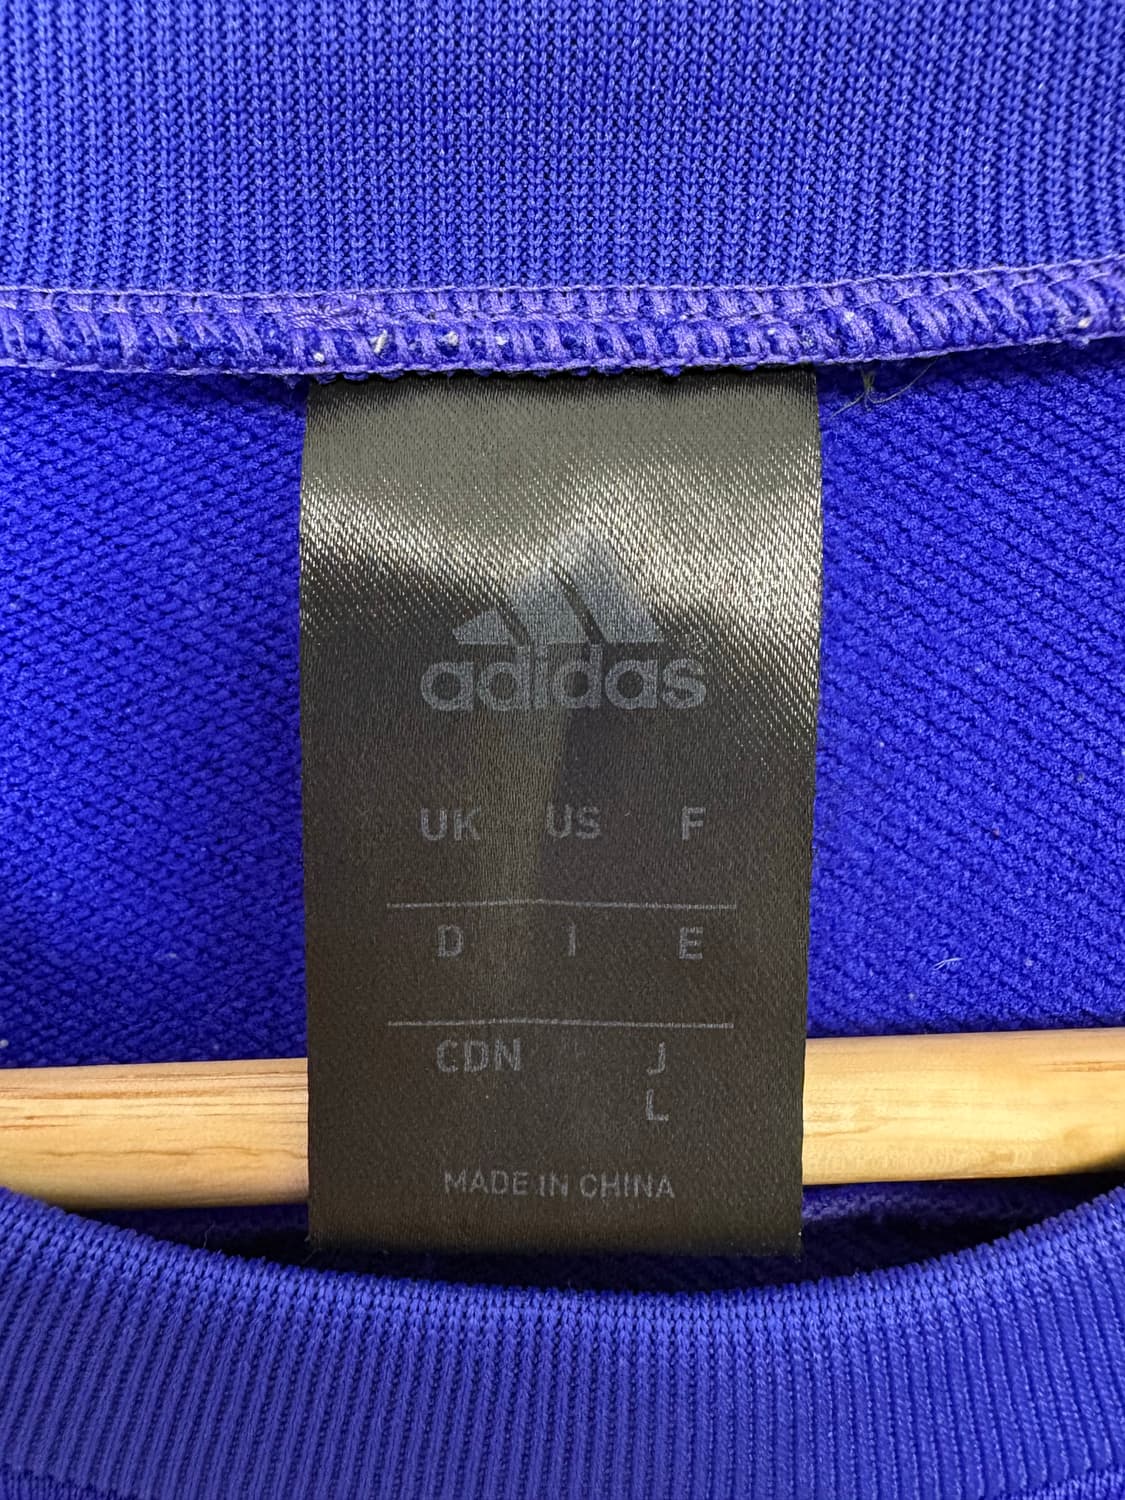 adidas
UK US F
D I E
CDN J
L
MADE IN CHINA